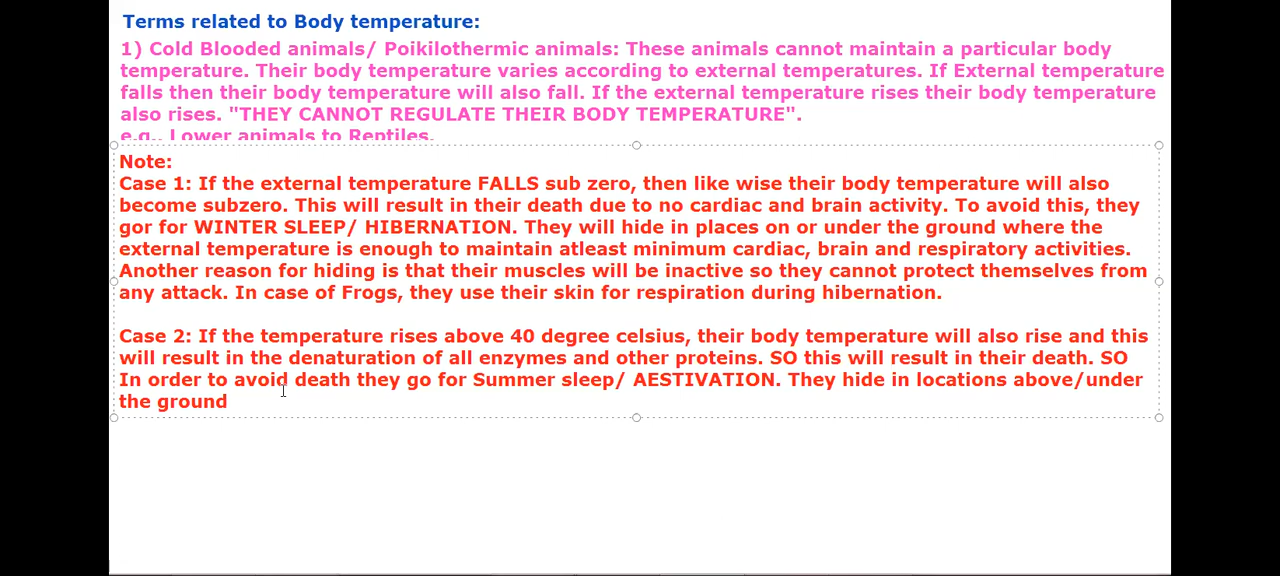 Terms related to Body temperature:
1) Cold Blooded animals/ Poikilothermic animals: These animals cannot maintain a particular body
temperature. Their body temperature varies according to external temperatures. If External temperature
falls then their body temperature will also fall. If the external temperature rises their body temperature
also rises. "THEY CANNOT REGULATE THEIR BODY TEMPERATURE".
e.g., Lower animals to Reptiles.
Note:
Case 1: If the external temperature FALLS sub zero, then like wise their body temperature will also
become subzero. This will result in their death due to no cardiac and brain activity. To avoid this, they
gor for WINTER SLEEP/ HIBERNATION. They will hide in places on or under the ground where the
external temperature is enough to maintain atleast minimum cardiac, brain and respiratory activities.
Another reason for hiding is that their muscles will be inactive so they cannot protect themselves from
any attack. In case of Frogs, they use their skin for respiration during hibernation.
Case 2: If the temperature rises above 40 degree celsius, their body temperature will also rise and this
will result in the denaturation of all enzymes and other proteins. SO this will result in their death. SO
In order to avoid death they go for Summer sleep/ AESTIVATION. They hide in locations above/under
the ground